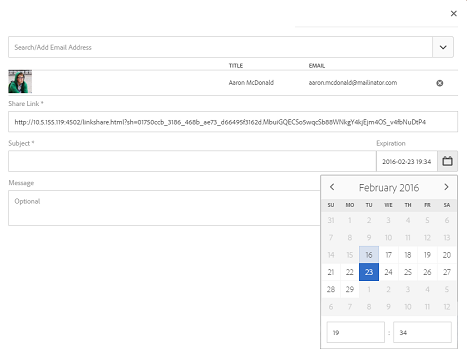 Search/Add Email Address
TITLE EMAIL
Aaron McDonald aaron.mcdonald@mailinator.com
Share Link *
http://10.5.155.119:4502/linkshare.html?sh=01750ccb_3186_468b_ae73_d66495f3162d.MbuiGQECSoSwqcSb88WNkgY4kjEjm4OS_v4fbNuDtP4
Subject * Expiration
2016-02-23 19:34
Message
Optional
February 2016
SU MO TU WE TH FR SA
31 1 2 3 4 5 6
7 8 9 10 11 12 13
14 15 16 17 18 19 20
21 22 23 24 25 26 27
28 29 1 2 3 4 5
6 7 8 9 10 11 12
19 : 34